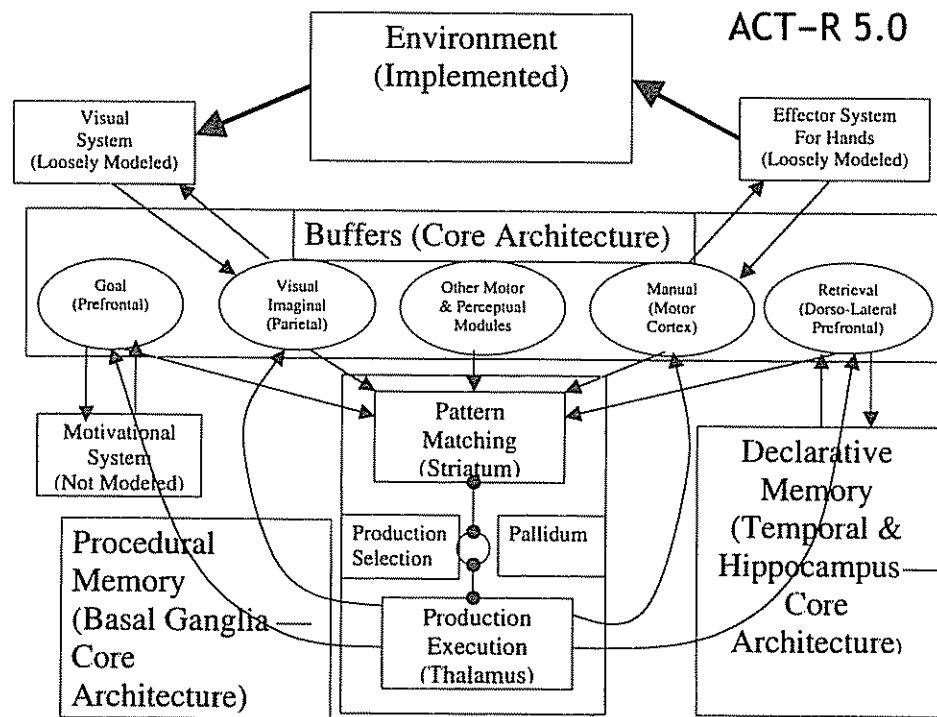 ACT-R 5.0
Environment
(Implemented)
Visual
System
(Loosely Modeled)
Effector System
For Hands
(Loosely Modeled)
Buffers (Core Architecture)
Goal
(Prefrontal)
Visual
Imaginal
(Parietal)
Other Motor
& Perceptual
Modules
Manual
(Motor
Cortex)
Retrieval
(Dorso-Lateral
Prefrontal)
Motivational
System
(Not Modeled)
Pattern
Matching
(Striatum)
Declarative
Memory
(Temporal &
Hippocampus —
Core
Architecture)
Procedural
Memory
(Basal Ganglia —
Core
Architecture)
Production
Selection
Pallidum
Production
Execution
(Thalamus)